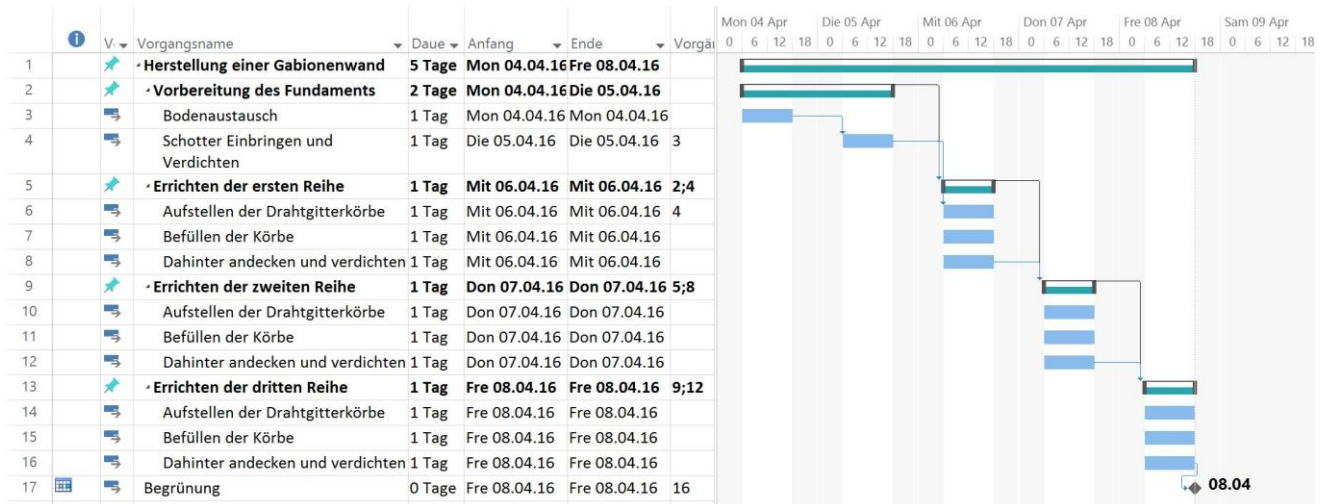 Mon 04 Apr Die 05 Apr Mit 06 Apr Don 07 Apr Fre 08 Apr Sam 09 Apr
V Vorgangsname Daue Anfang Ende Vorgär 0 6 12 18 0 6 12 18 0 6 12 18 0 6 12 18 0 6 12 18 0 6 12 18
1 Herstellung einer Gabionenwand 5 Tage Mon 04.04.16 Fre 08.04.16
2 Vorbereitung des Fundaments 2 Tage Mon 04.04.16 Die 05.04.16
3 Bodenaustausch 1 Tag Mon 04.04.16 Mon 04.04.16
4 Schotter Einbringen und 1 Tag Die 05.04.16 Die 05.04.16 3
Verdichten
5 Errichten der ersten Reihe 1 Tag Mit 06.04.16 Mit 06.04.16 2;4
6 Aufstellen der Drahtgitterkörbe 1 Tag Mit 06.04.16 Mit 06.04.16 4
7 Befüllen der Körbe 1 Tag Mit 06.04.16 Mit 06.04.16
8 Dahinter andecken und verdichten 1 Tag Mit 06.04.16 Mit 06.04.16
9 Errichten der zweiten Reihe 1 Tag Don 07.04.16 Don 07.04.16 5;8
10 Aufstellen der Drahtgitterkörbe 1 Tag Don 07.04.16 Don 07.04.16
11 Befüllen der Körbe 1 Tag Don 07.04.16 Don 07.04.16
12 Dahinter andecken und verdichten 1 Tag Don 07.04.16 Don 07.04.16
13 Errichten der dritten Reihe 1 Tag Fre 08.04.16 Fre 08.04.16 9;12
14 Aufstellen der Drahtgitterkörbe 1 Tag Fre 08.04.16 Fre 08.04.16
15 Befüllen der Körbe 1 Tag Fre 08.04.16 Fre 08.04.16
16 Dahinter andecken und verdichten 1 Tag Fre 08.04.16 Fre 08.04.16
17 Begrünung 0 Tage Fre 08.04.16 Fre 08.04.16 16 08.04